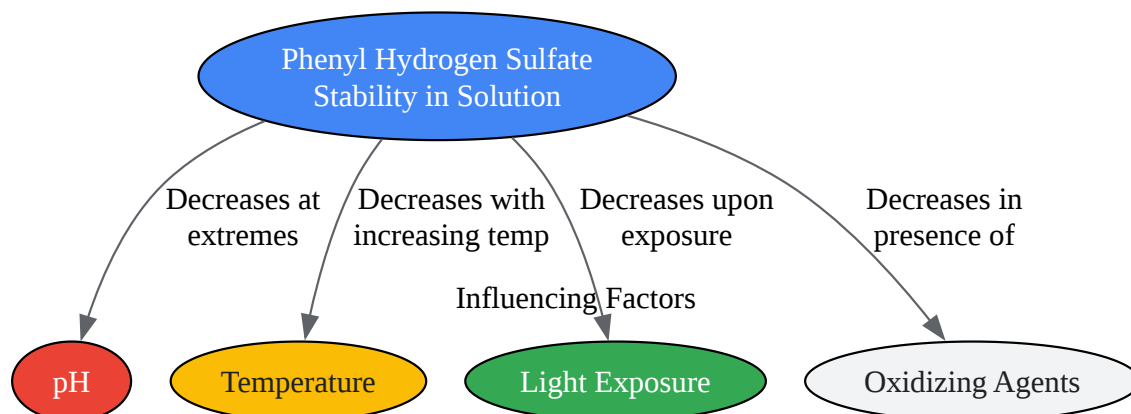 Phenyl Hydrogen Sulfate
Stability in Solution
Decreases at
extremes
Decreases with
increasing temp
Decreases upon
exposure
Decreases in
presence of
Influencing Factors
pH
Temperature
Light Exposure
Oxidizing Agents